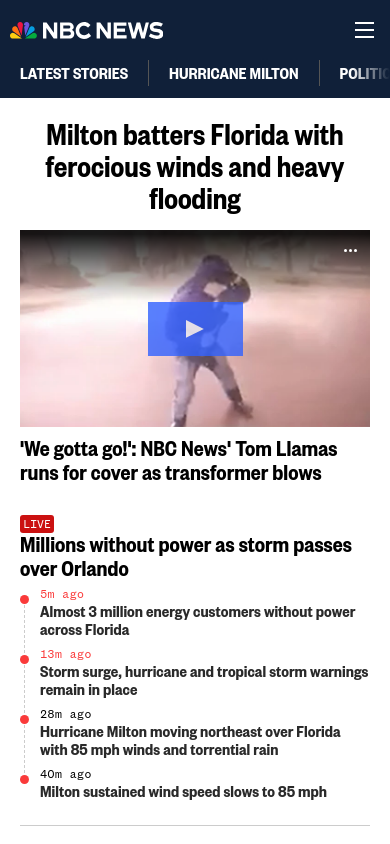 NBC NEWS
LATEST STORIES HURRICANE MILTON
Milton batters Florida with
ferocious winds and heavy
flooding
'We gotta go!': NBC News' Tom Llamas
runs for cover as transformer blows
LIVE
Millions without power as storm passes
over Orlando
5m ago
Almost 3 million energy customers without power
across Florida
13m ago
Storm surge, hurricane and tropical storm warnings
remain in place
28m ago
Hurricane Milton moving northeast over Florida
with 85 mph winds and torrential rain
40m ago
Milton sustained wind speed slows to 85 mph